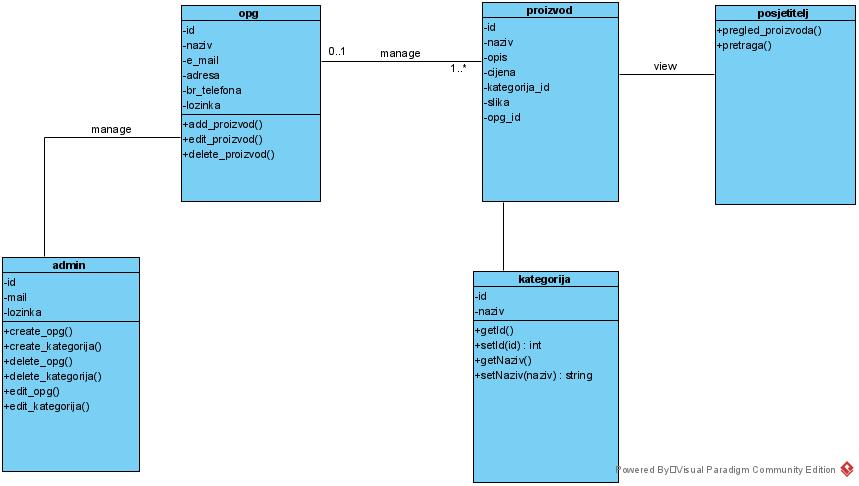 opg
-id
-naziv
-e_mail
-adresa
-br_telefona
-lozinka
+add_proizvod()
+edit_proizvod()
+delete_proizvod()
0..1
manage
1..*
proizvod
-id
-naziv
-opis
-cijena
-kategorija_id
-slika
-opg_id
view
posjetitelj
+pregled_proizvoda()
+pretraga()
manage
admin
-id
-mail
-lozinka
+create_opg()
+create_kategorija()
+delete_opg()
+delete_kategorija()
+edit_opg()
+edit_kategorija()
kategorija
-id
-naziv
+getId()
+setId(id) : int
+getNaziv()
+setNaziv(naziv) : string
Powered By□Visual Paradigm Community Edition